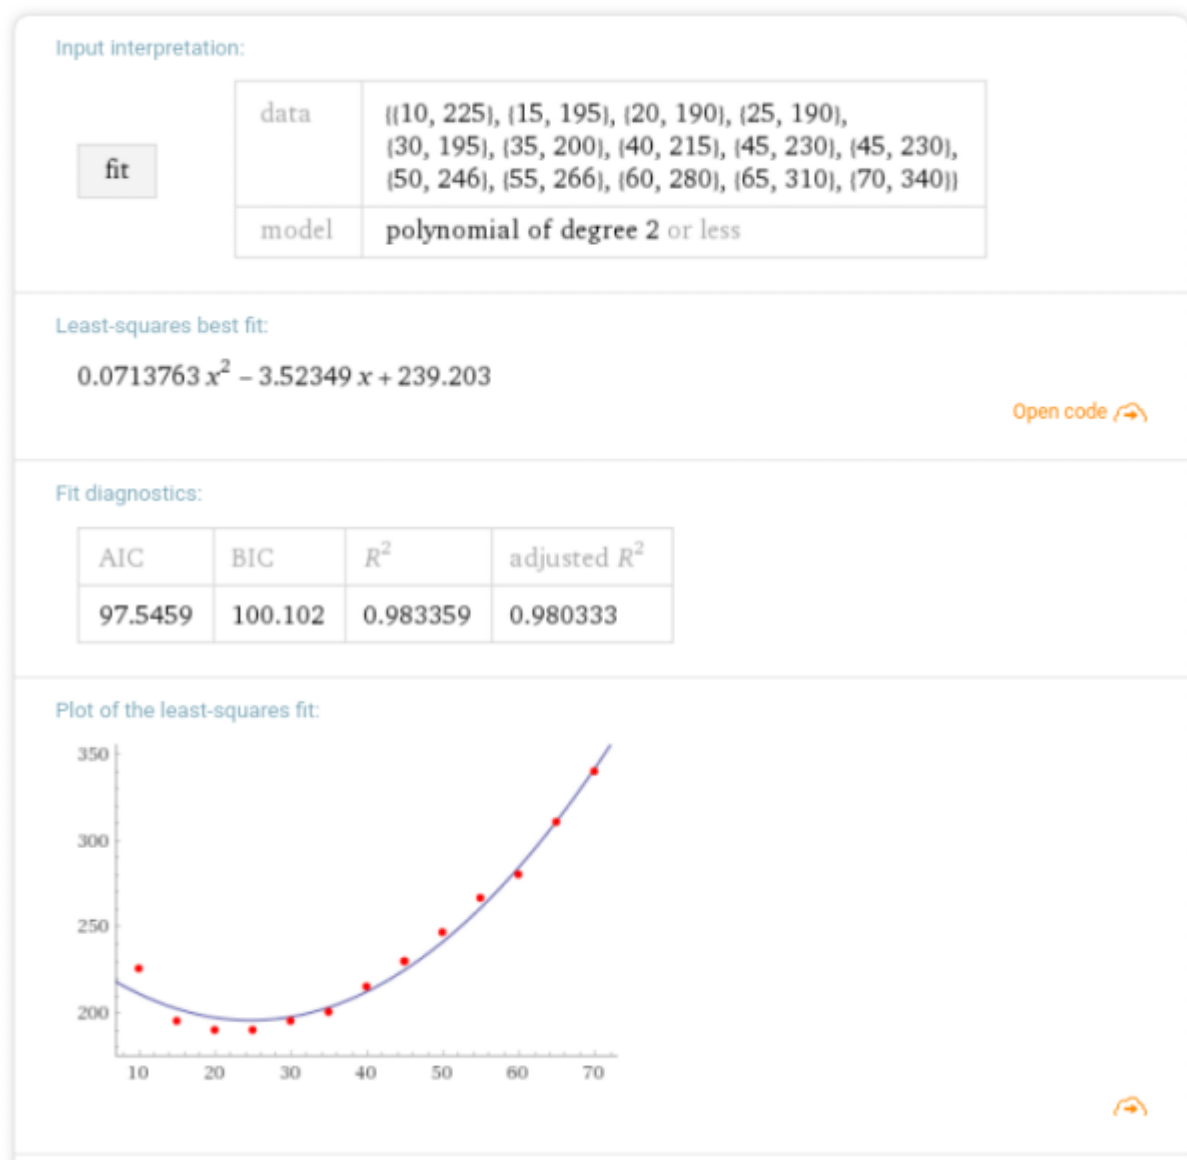 Input interpretation:
fit
data
{{10, 225}, {15, 195}, {20, 190}, {25, 190},
{30, 195}, {35, 200}, {40, 215}, {45, 230}, {45, 230},
{50, 246}, {55, 266}, {60, 280}, {65, 310}, {70, 340}}
model polynomial of degree 2 or less
Least-squares best fit:
0.0713763 x² – 3.52349 x + 239.203
Open code
Fit diagnostics:
AIC BIC R² adjusted R²
97.5459 100.102 0.983359 0.980333
Plot of the least-squares fit:
350
300
250
200
10 20 30 40 50 60 70